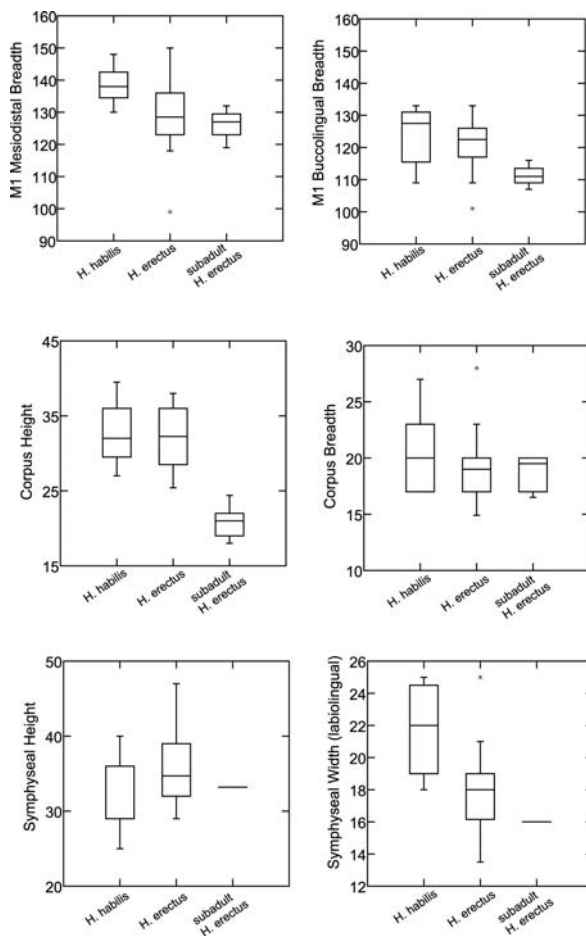 M1 Mesiodistal Breadth
160
150
140
130
120
110
100
90
*
H. habilis
H. erectus
subadult
H. erectus
M1 Buccolingual Breadth
160
150
140
130
120
110
100
90
*
H. habilis
H. erectus
subadult
H. erectus
Corpus Height
45
35
25
15
H. habilis
H. erectus
subadult
H. erectus
Corpus Breadth
30
25
20
15
10
*
H. habilis
H. erectus
subadult
H. erectus
Symphyseal Height
50
40
30
20
H. habilis
H. erectus
subadult
H. erectus
Symphyseal Width (labiolingual)
26
24
22
20
18
16
14
12
*
H. habilis
H. erectus
subadult
H. erectus